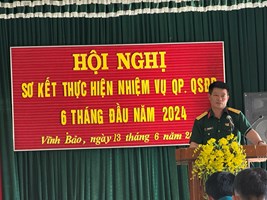 HỘI NGHỊ
SƠ KẾT THỰC HIỆN NHIỆM VỤ QP, QSĐP
6 THÁNG ĐẦU NĂM 2024
Vĩnh Bảo, ngày 13 tháng 6 năm